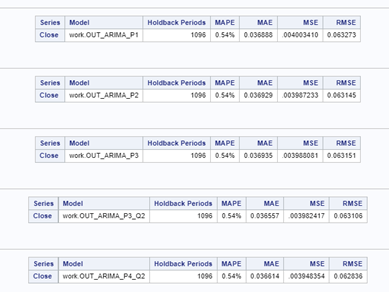 Series Model Holdback Periods MAPE MAE MSE RMSE
Close work.OUT_ARIMA_P1 1096 0.54% 0.036888 .004003410 0.063273
Series Model Holdback Periods MAPE MAE MSE RMSE
Close work.OUT_ARIMA_P2 1096 0.54% 0.036929 .003987233 0.063145
Series Model Holdback Periods MAPE MAE MSE RMSE
Close work.OUT_ARIMA_P3 1096 0.54% 0.036935 .003988081 0.063151
Series Model Holdback Periods MAPE MAE MSE RMSE
Close work.OUT_ARIMA_P3_Q2 1096 0.54% 0.036557 .003982417 0.063106
Series Model Holdback Periods MAPE MAE MSE RMSE
Close work.OUT_ARIMA_P4_Q2 1096 0.54% 0.036614 .003948354 0.062836